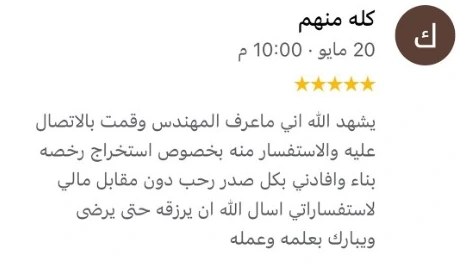 كله منهم
ك
20 مايو · 10:00 م
يشهد الله اني ماعرف المهندس وقمت بالاتصال
عليه والاستفسار منه بخصوص استخراج رخصه
بناء وافادني بكل صدر رحب دون مقابل مالي
لاستفساراتي اسال الله ان يرزقه حتى يرضى
ويبارك بعلمه وعمله